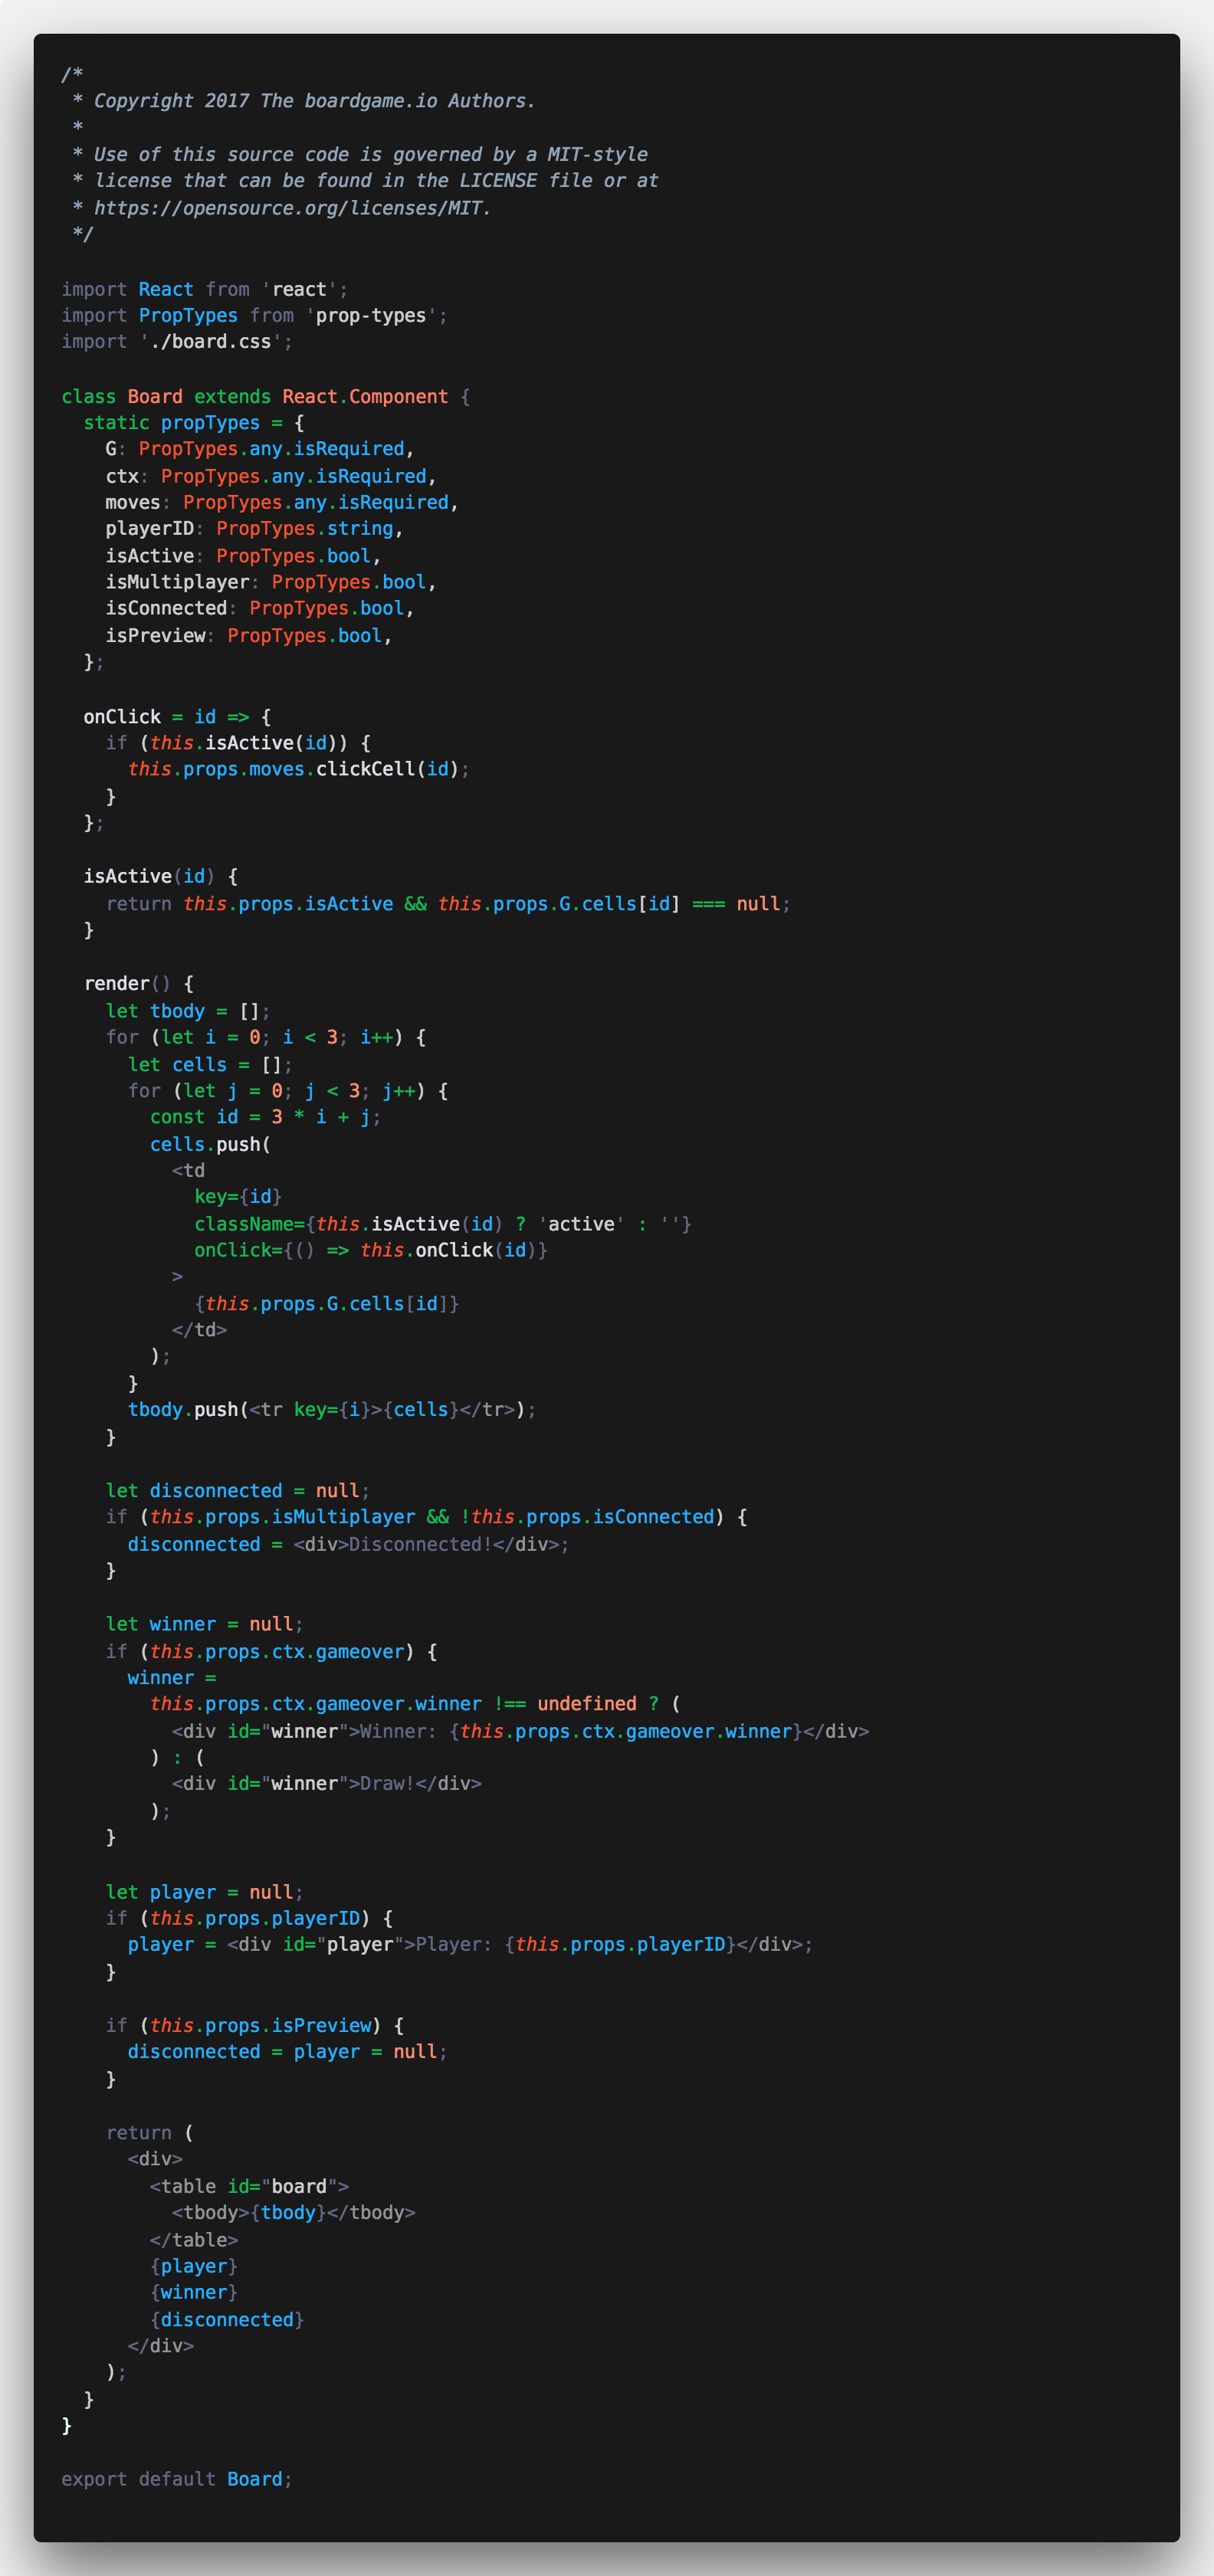 /*
 * Copyright 2017 The boardgame.io Authors.
 *
 * Use of this source code is governed by a MIT-style
 * license that can be found in the LICENSE file or at
 * https://opensource.org/licenses/MIT.
 */

import React from 'react';
import PropTypes from 'prop-types';
import './board.css';

class Board extends React.Component {
  static propTypes = {
    G: PropTypes.any.isRequired,
    ctx: PropTypes.any.isRequired,
    moves: PropTypes.any.isRequired,
    playerID: PropTypes.string,
    isActive: PropTypes.bool,
    isMultiplayer: PropTypes.bool,
    isConnected: PropTypes.bool,
    isPreview: PropTypes.bool,
  };

  onClick = id => {
    if (this.isActive(id)) {
      this.props.moves.clickCell(id);
    }
  };

  isActive(id) {
    return this.props.isActive && this.props.G.cells[id] === null;
  }

  render() {
    let tbody = [];
    for (let i = 0; i < 3; i++) {
      let cells = [];
      for (let j = 0; j < 3; j++) {
        const id = 3 * i + j;
        cells.push(
          <td
            key={id}
            className={this.isActive(id) ? 'active' : ''}
            onClick={() => this.onClick(id)}
          >
            {this.props.G.cells[id]}
          </td>
        );
      }
      tbody.push(<tr key={i}>{cells}</tr>);
    }

    let disconnected = null;
    if (this.props.isMultiplayer && !this.props.isConnected) {
      disconnected = <div>Disconnected!</div>;
    }

    let winner = null;
    if (this.props.ctx.gameover) {
      winner =
        this.props.ctx.gameover.winner !== undefined ? (
          <div id="winner">Winner: {this.props.ctx.gameover.winner}</div>
        ) : (
          <div id="winner">Draw!</div>
        );
    }

    let player = null;
    if (this.props.playerID) {
      player = <div id="player">Player: {this.props.playerID}</div>;
    }

    if (this.props.isPreview) {
      disconnected = player = null;
    }

    return (
      <div>
        <table id="board">
          <tbody>{tbody}</tbody>
        </table>
        {player}
        {winner}
        {disconnected}
      </div>
    );
  }
}

export default Board;